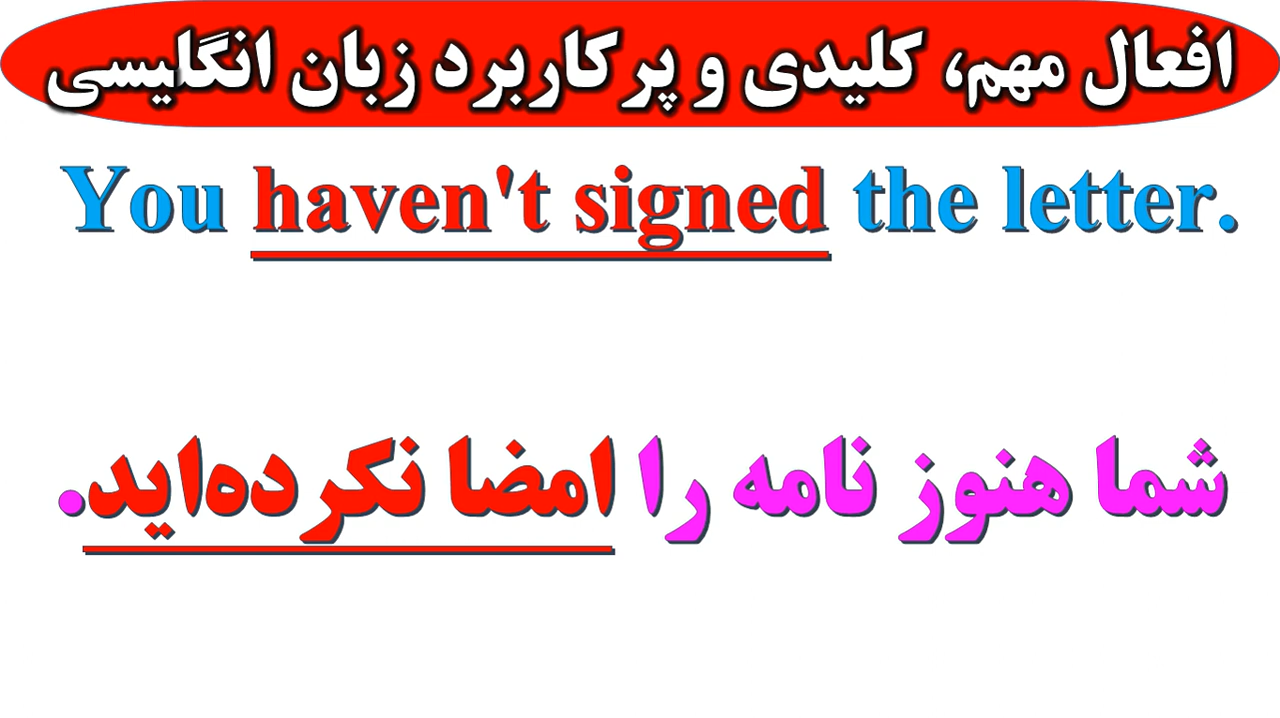 افعال مهم، کلیدی و پرکاربرد زبان انگلیسی
You haven't signed the letter.
شما هنوز نامه را امضا نکرده‌اید.